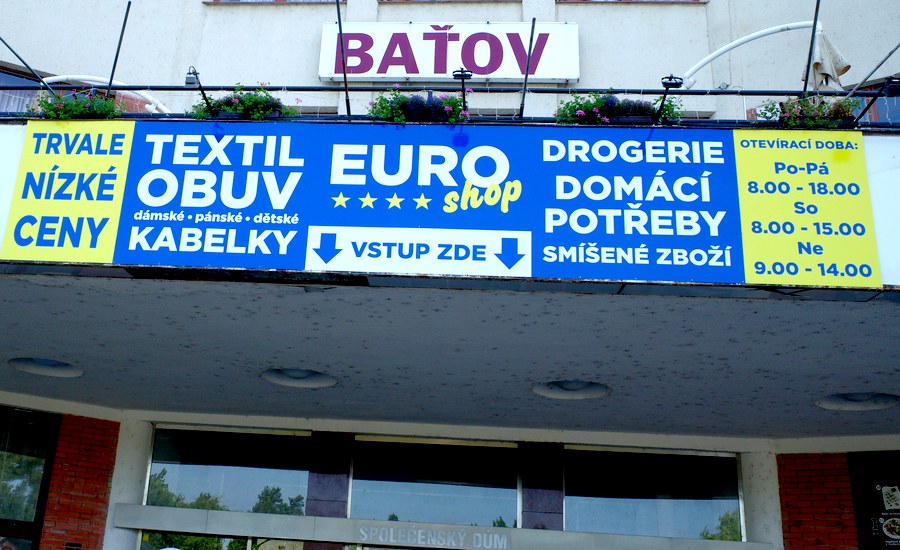 BAŤOV
TRVALE
NÍZKÉ
CENY
TEXTIL
OBUV
dámské • pánské • dětské
KABELKY
EURO
shop
VSTUP ZDE
DROGERIE
DOMÁCÍ
POTŘEBY
SMÍŠENÉ ZBOŽÍ
OTEVÍRACÍ DOBA:
Po-Pá
8.00 - 18.00
So
8.00 - 15.00
Ne
9.00 - 14.00
SPOLEČENSKÝ DŮM